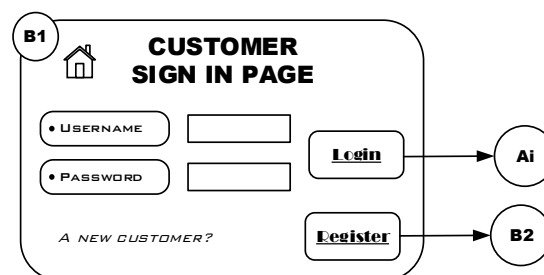 B1
CUSTOMER
SIGN IN PAGE
• USERNAME
Login
Ai
• PASSWORD
A NEW CUSTOMER?
Register
B2